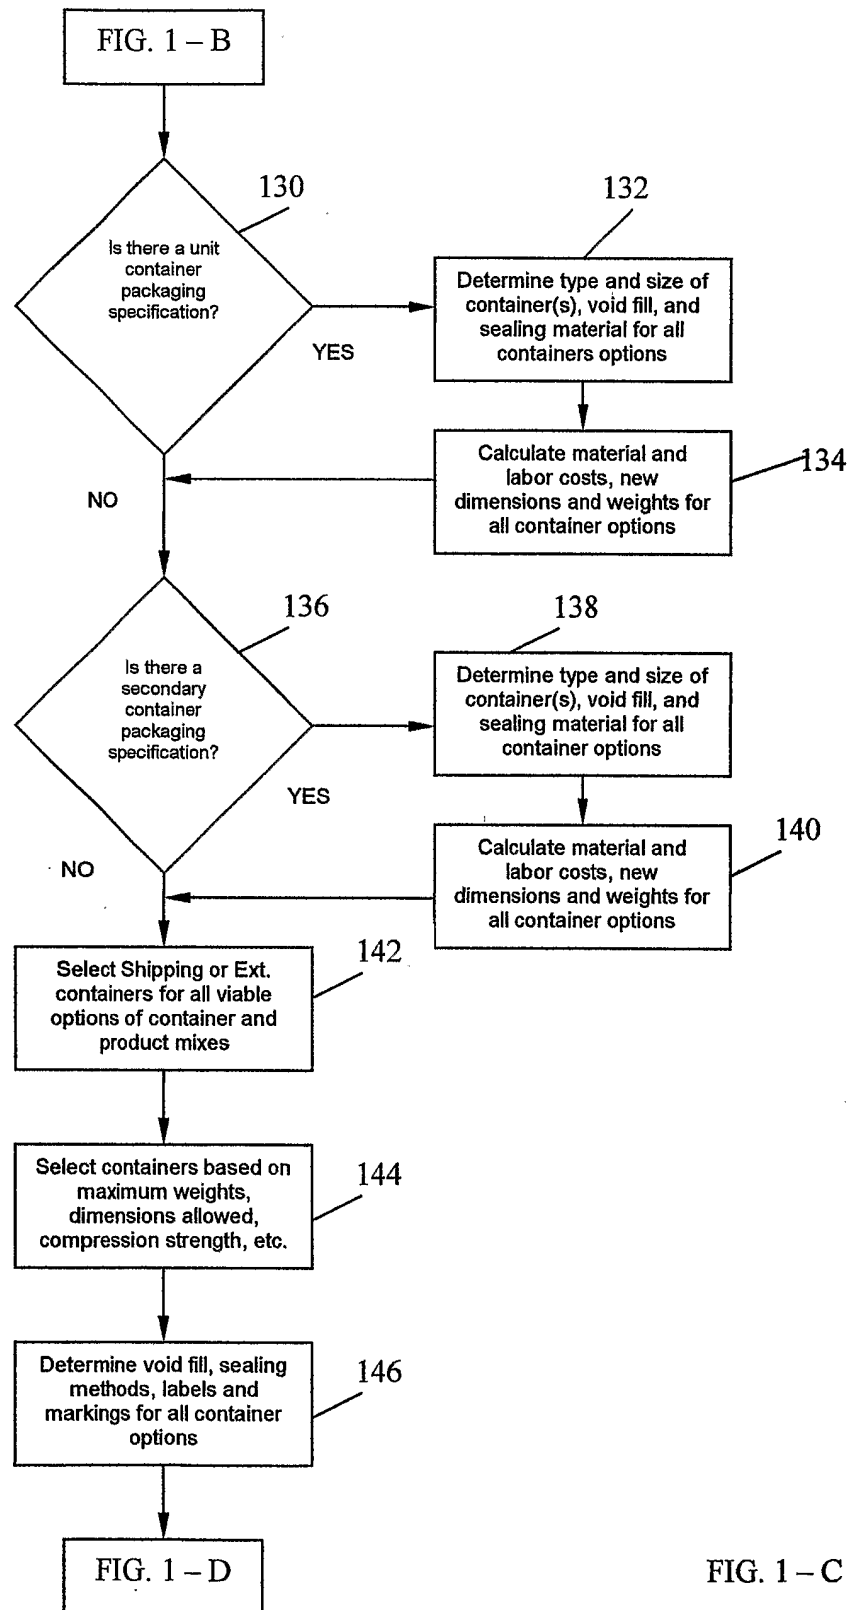 FIG. 1 – B
130
Is there a unit
container
packaging
specification?
YES
NO
132
Determine type and size of
container(s), void fill, and
sealing material for all
containers options
Calculate material and
labor costs, new
dimensions and weights for
all container options
134
136
Is there a
secondary
container
packaging
specification?
YES
NO
138
Determine type and size of
container(s), void fill, and
sealing material for all
container options
140
Calculate material and
labor costs, new
dimensions and weights for
all container options
142
Select Shipping or Ext.
containers for all viable
options of container and
product mixes
144
Select containers based on
maximum weights,
dimensions allowed,
compression strength, etc.
146
Determine void fill, sealing
methods, labels and
markings for all container
options
FIG. 1 – D
FIG. 1 – C